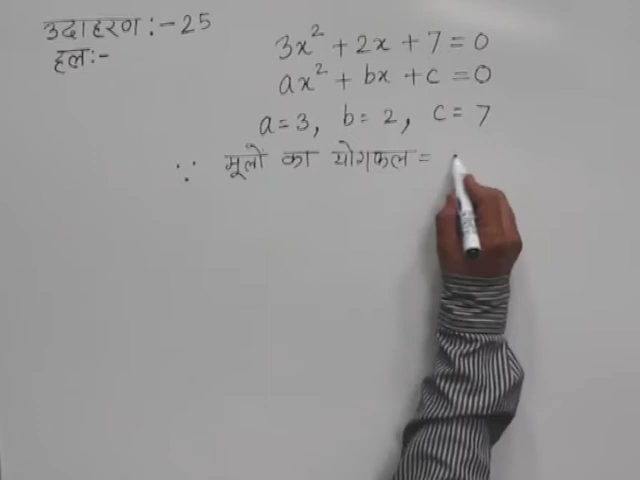 उदाहरण:-25
हलः-
3x² + 2x + 7 = 0
ax² + bx + c = 0
a = 3, b = 2, c = 7
∵ मूलों का योगफल =